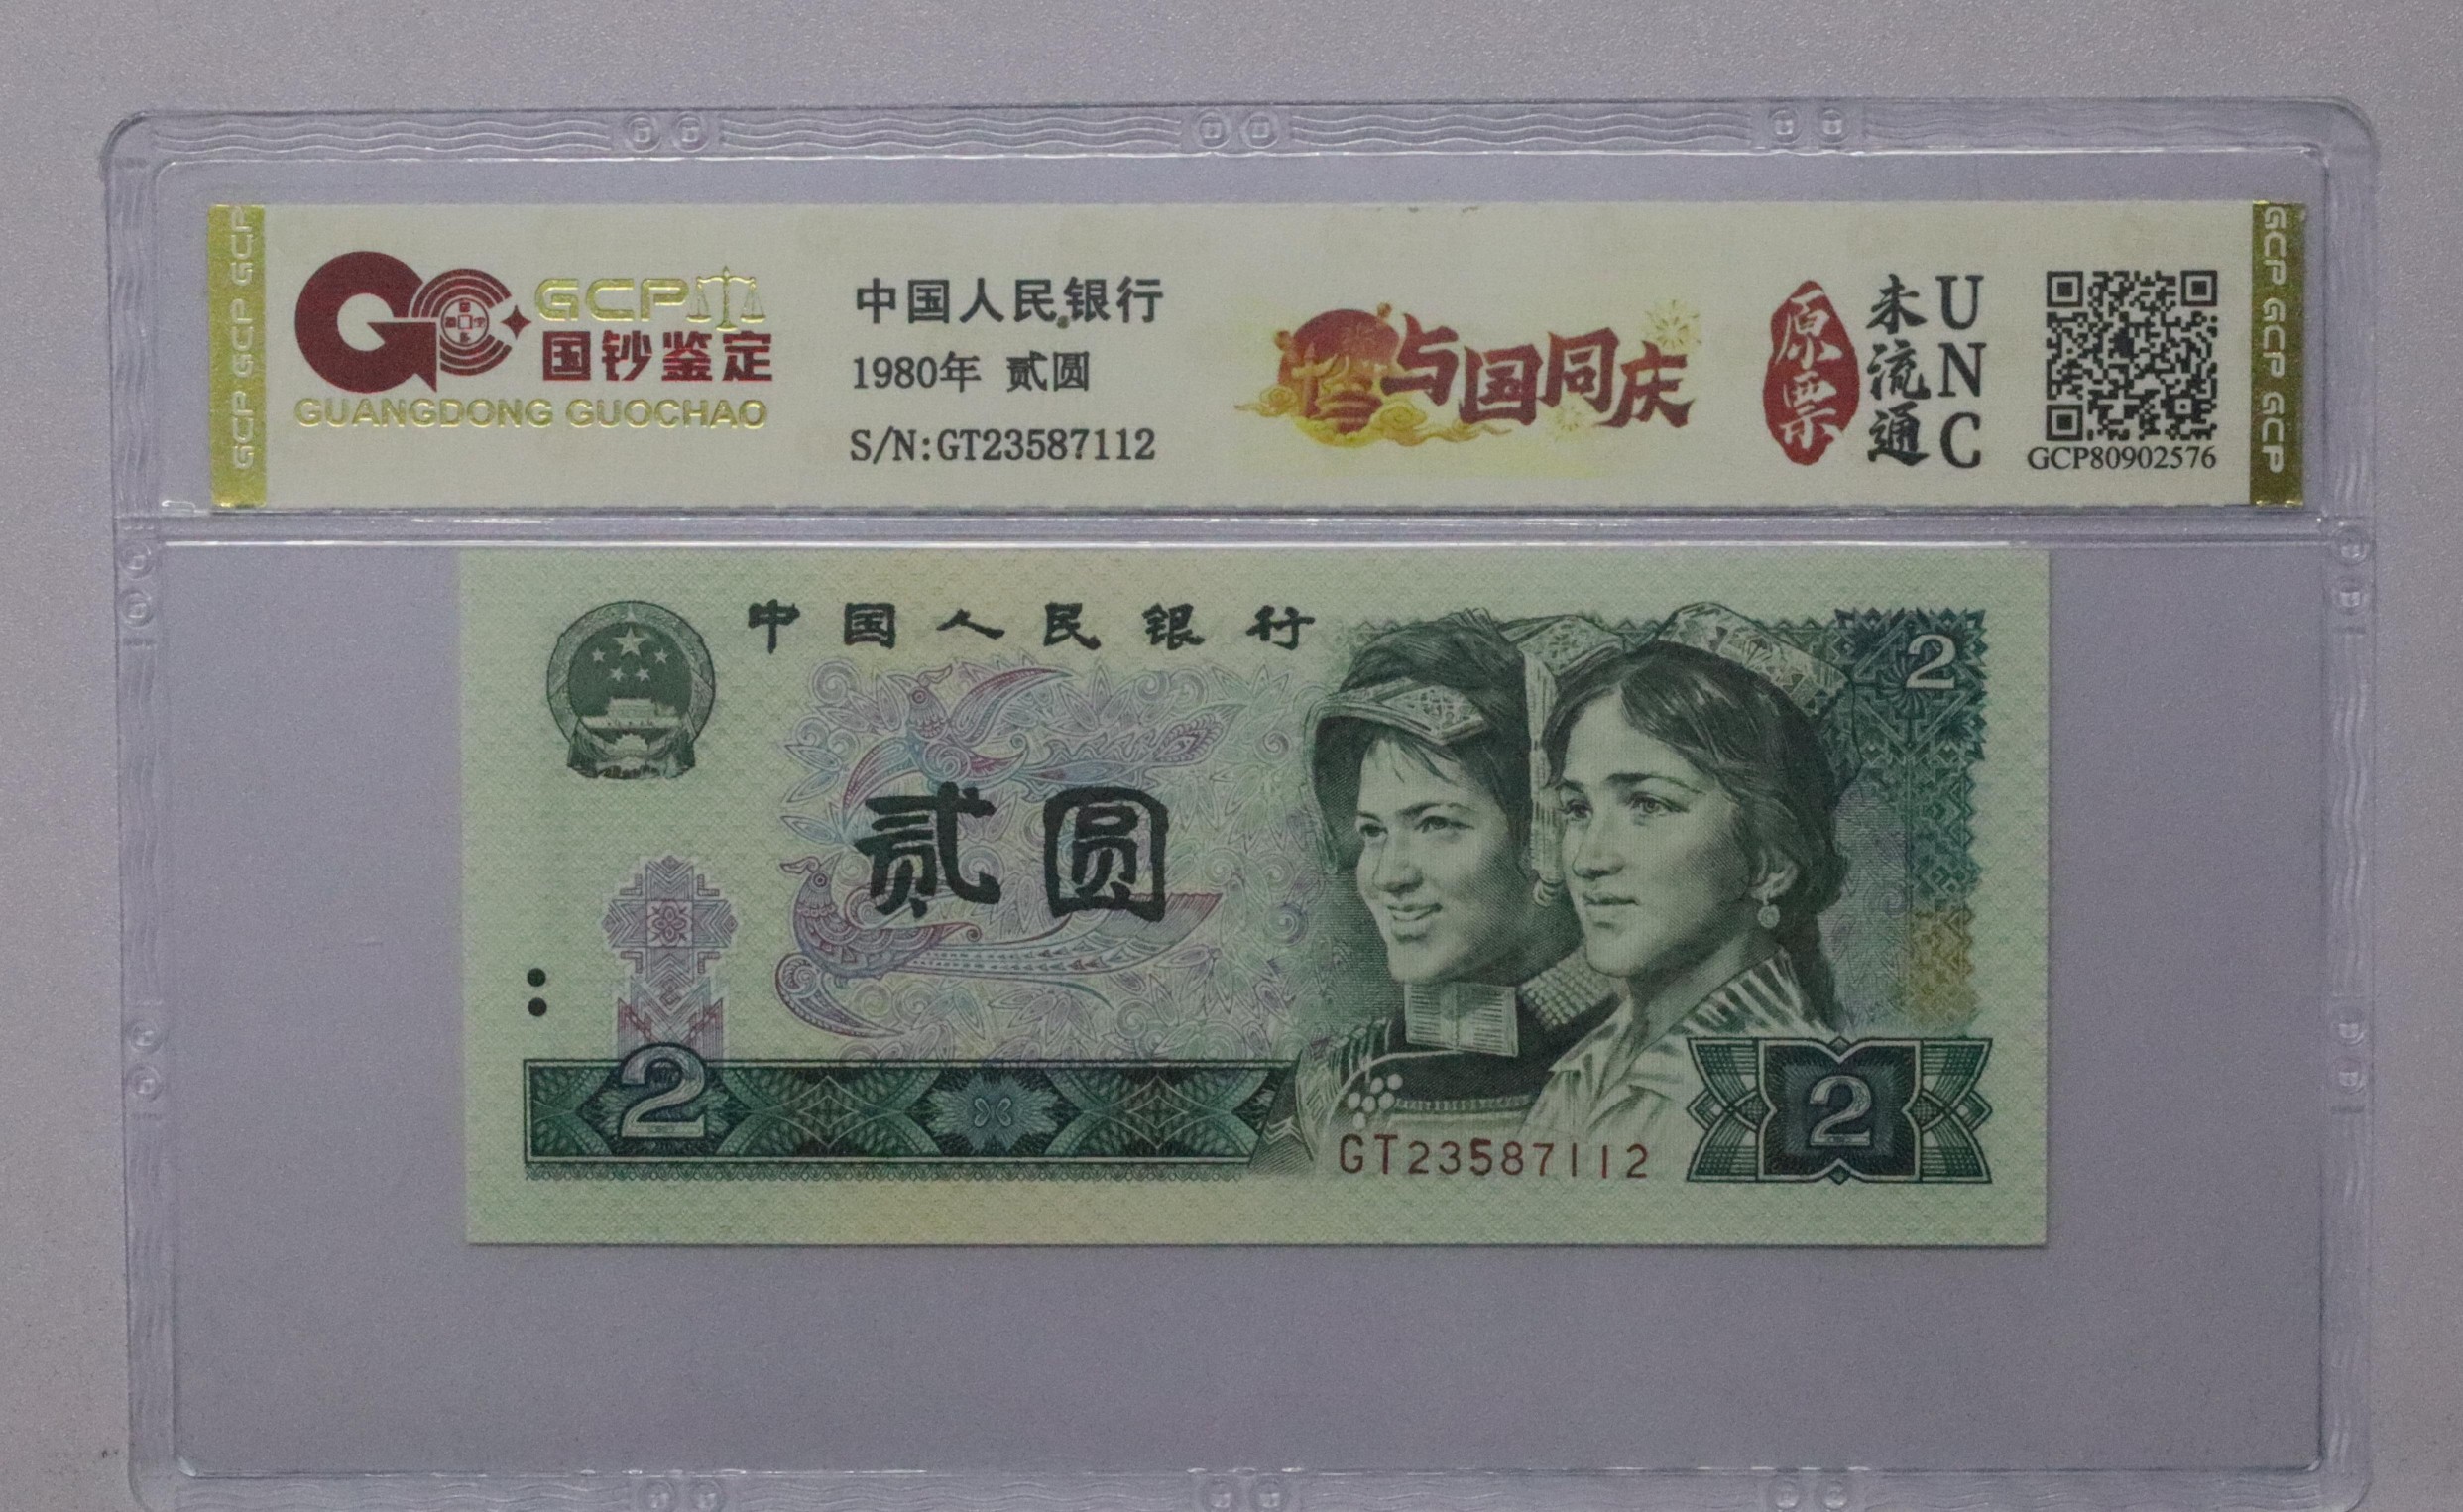 GCP GCP GCP
GCP
国钞鉴定
GUANGDONG GUOCHAO
中国人民银行
1980年 贰圆
S/N:GT23587112
与国同庆
原票
未流通
UNC
GCP80902576
GCP GCP GCP
中国人民银行
2
贰圆
2
GT23587112
2